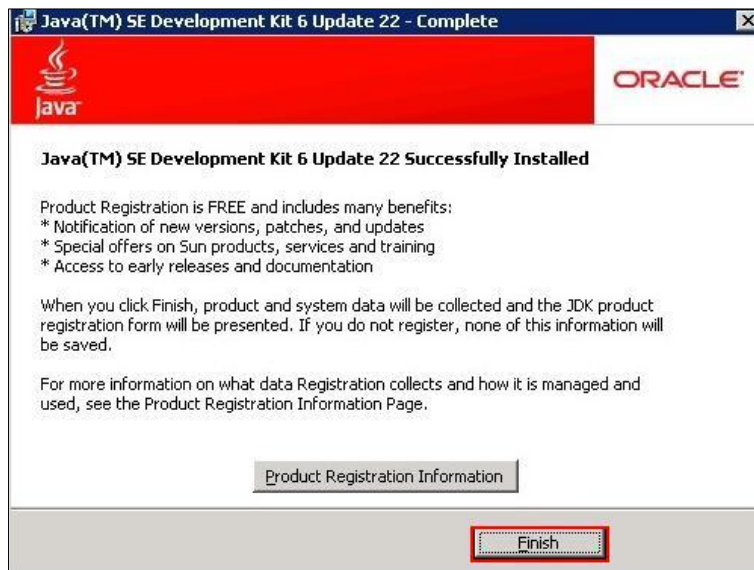 Java(TM) SE Development Kit 6 Update 22 - Complete
Java
ORACLE
Java(TM) SE Development Kit 6 Update 22 Successfully Installed
Product Registration is FREE and includes many benefits:
* Notification of new versions, patches, and updates
* Special offers on Sun products, services and training
* Access to early releases and documentation
When you click Finish, product and system data will be collected and the JDK product
registration form will be presented. If you do not register, none of this information will
be saved.
For more information on what data Registration collects and how it is managed and
used, see the Product Registration Information Page.
Product Registration Information
Finish